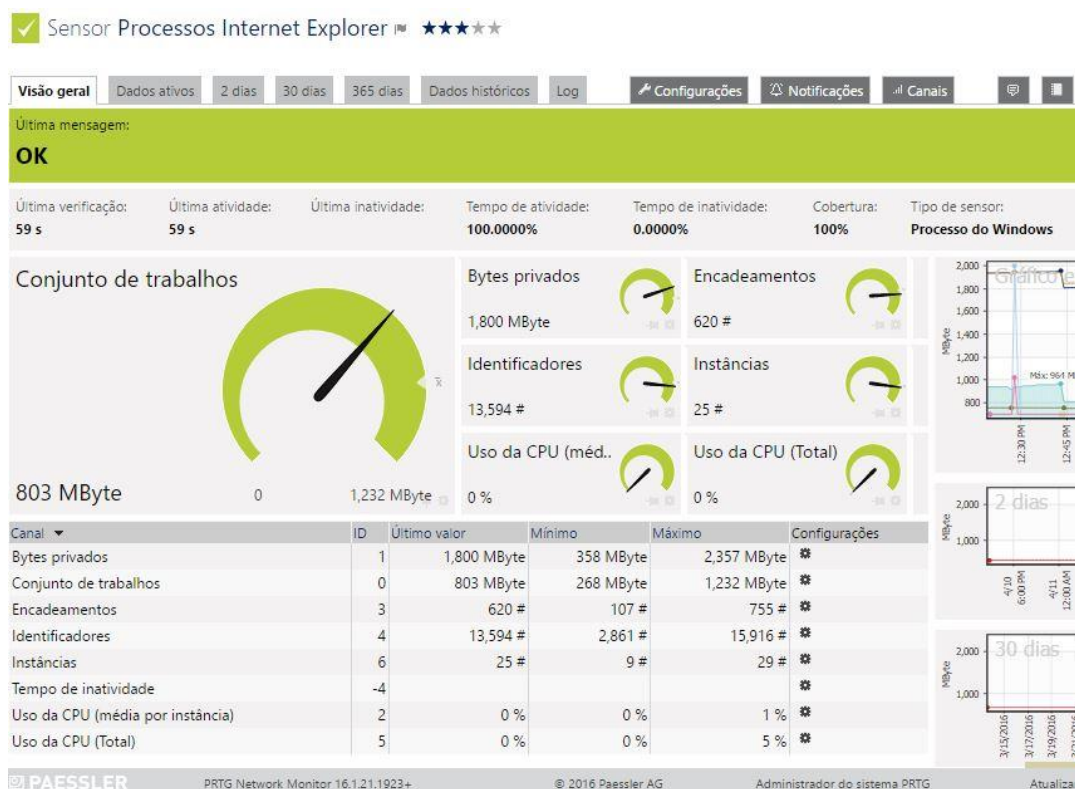 Sensor Processos Internet Explorer
Visão geral Dados ativos 2 dias 30 dias 365 dias Dados históricos Log Configurações Notificações Canais
Última mensagem:
OK
Última verificação: Última atividade: Última inatividade: Tempo de atividade: Tempo de inatividade: Cobertura: Tipo de sensor:
59 s 59 s 100.0000% 0.0000% 100% Processo do Windows
Conjunto de trabalhos
803 MByte 0 1,232 MByte
Bytes privados
1,800 MByte
Encadeamentos
620 #
Identificadores
13,594 #
Instâncias
25 #
Uso da CPU (méd..
0 %
Uso da CPU (Total)
0 %
Gráfico e
MByte
2,000
1,800
1,600
1,400
1,200
1,000
800
Máx: 964 M
12:30 PM
12:45 PM
2 dias
MByte
2,000
1,000
4/10 6:00 PM
4/11 12:00 AM
30 dias
MByte
2,000
1,000
3/15/2016
3/17/2016
3/19/2016
Canal ID Último valor Mínimo Máximo Configurações
Bytes privados 1 1,800 MByte 358 MByte 2,357 MByte
Conjunto de trabalhos 0 803 MByte 268 MByte 1,232 MByte
Encadeamentos 3 620 # 107 # 755 #
Identificadores 4 13,594 # 2,861 # 15,916 #
Instâncias 6 25 # 9 # 29 #
Tempo de inatividade -4
Uso da CPU (média por instância) 2 0 % 0 % 1 %
Uso da CPU (Total) 5 0 % 0 % 5 %
PAESSLER PRTG Network Monitor 16.1.21.1923+ © 2016 Paessler AG Administrador do sistema PRTG Atualiza